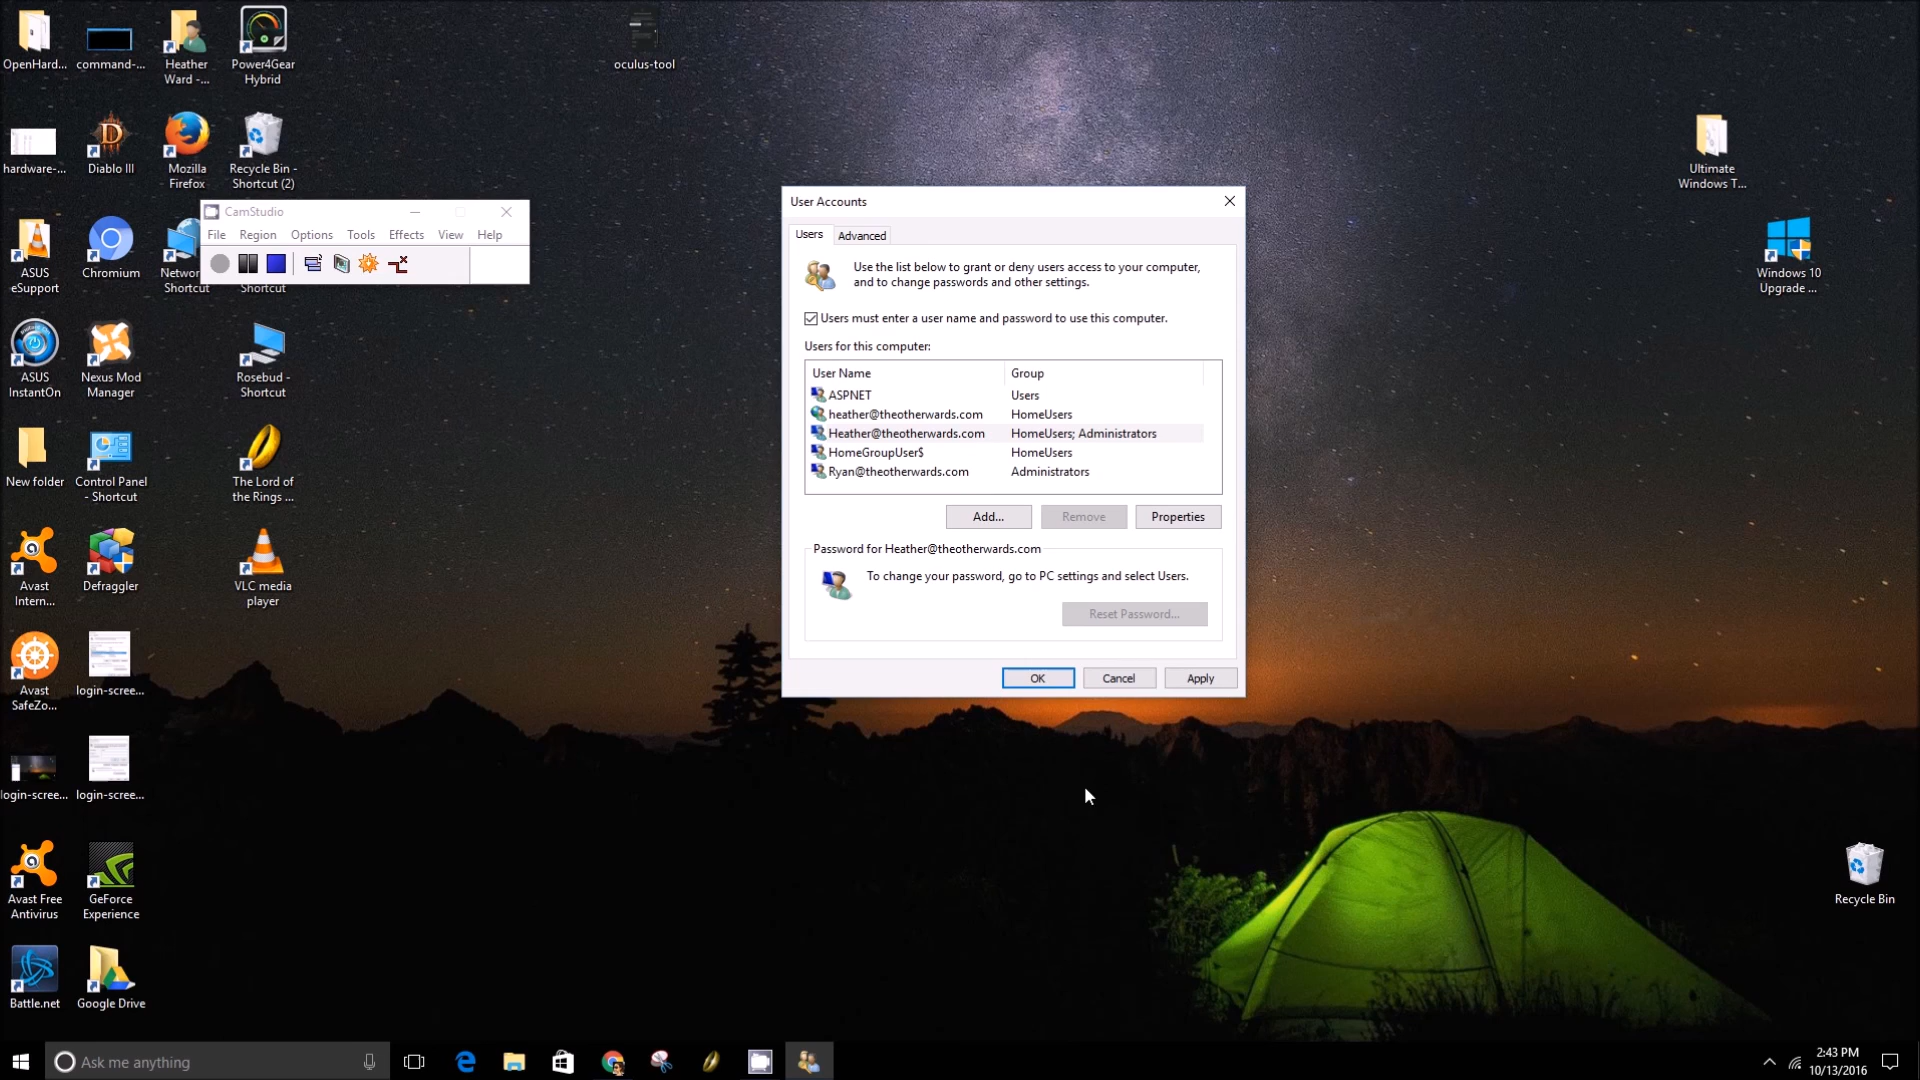 OpenHard...
command-...
Heather
Ward -...
Power4Gear
Hybrid
oculus-tool
hardware-...
Diablo III
Mozilla
Firefox
Recycle Bin -
Shortcut (2)
Ultimate
Windows T...
ASUS
eSupport
Chromium
Networ
Shortcut
Shortcut
Windows 10
Upgrade ...
CamStudio
File
Region
Options
Tools
Effects
View
Help
ASUS
InstantOn
Nexus Mod
Manager
Rosebud -
Shortcut
New folder
Control Panel
- Shortcut
The Lord of
the Rings ...
Avast
Intern...
Defraggler
VLC media
player
Avast
SafeZo...
login-scree...
login-scree...
login-scree...
Avast Free
Antivirus
GeForce
Experience
Battle.net
Google Drive
Recycle Bin
User Accounts
Users
Advanced
Use the list below to grant or deny users access to your computer,
and to change passwords and other settings.
Users must enter a user name and password to use this computer.
Users for this computer:
User Name Group
ASPNET Users
heather@theotherwards.com HomeUsers
Heather@theotherwards.com HomeUsers; Administrators
HomeGroupUser$ HomeUsers
Ryan@theotherwards.com Administrators
Add...
Remove
Properties
Password for Heather@theotherwards.com
To change your password, go to PC settings and select Users.
Reset Password...
OK
Cancel
Apply
Ask me anything
2:43 PM
10/13/2016